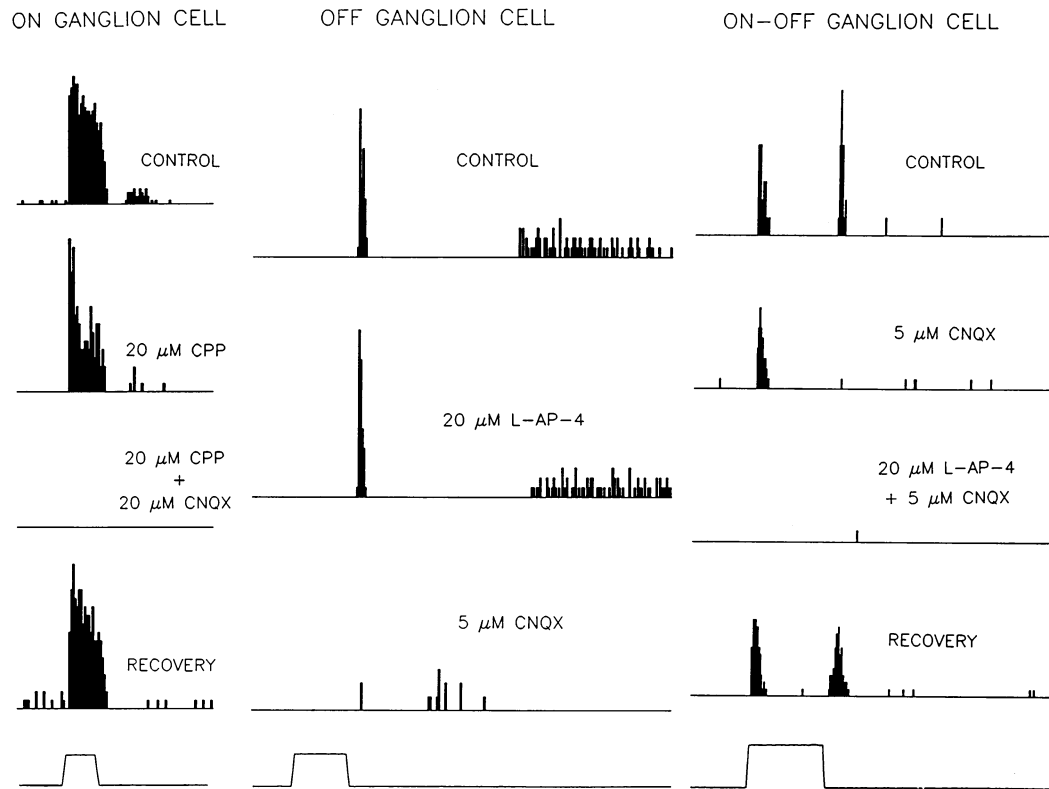 ON GANGLION CELL
CONTROL
20 μM CPP
20 μM CPP
+
20 μM CNQX
RECOVERY
OFF GANGLION CELL
CONTROL
20 μM L-AP-4
5 μM CNQX
ON-OFF GANGLION CELL
CONTROL
5 μM CNQX
20 μM L-AP-4
+ 5 μM CNQX
RECOVERY